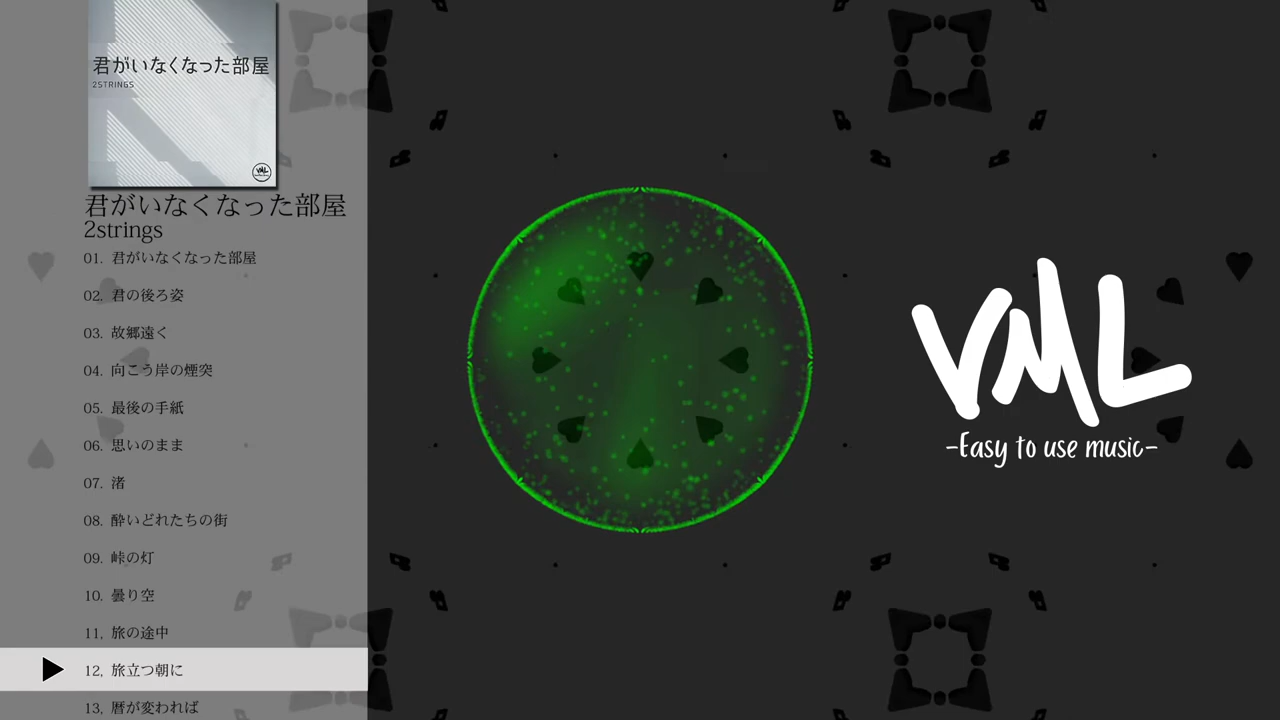 君がいなくなった部屋
2STRINGS
VML
君がいなくなった部屋
2strings
01. 君がいなくなった部屋
02. 君の後ろ姿
03. 故郷遠く
04. 向こう岸の煙突
05. 最後の手紙
06. 思いのまま
07. 渚
08. 酔いどれたちの街
09. 峠の灯
10. 曇り空
11, 旅の途中
12, 旅立つ朝に
13, 暦が変われば
VML
-Easy to use music-